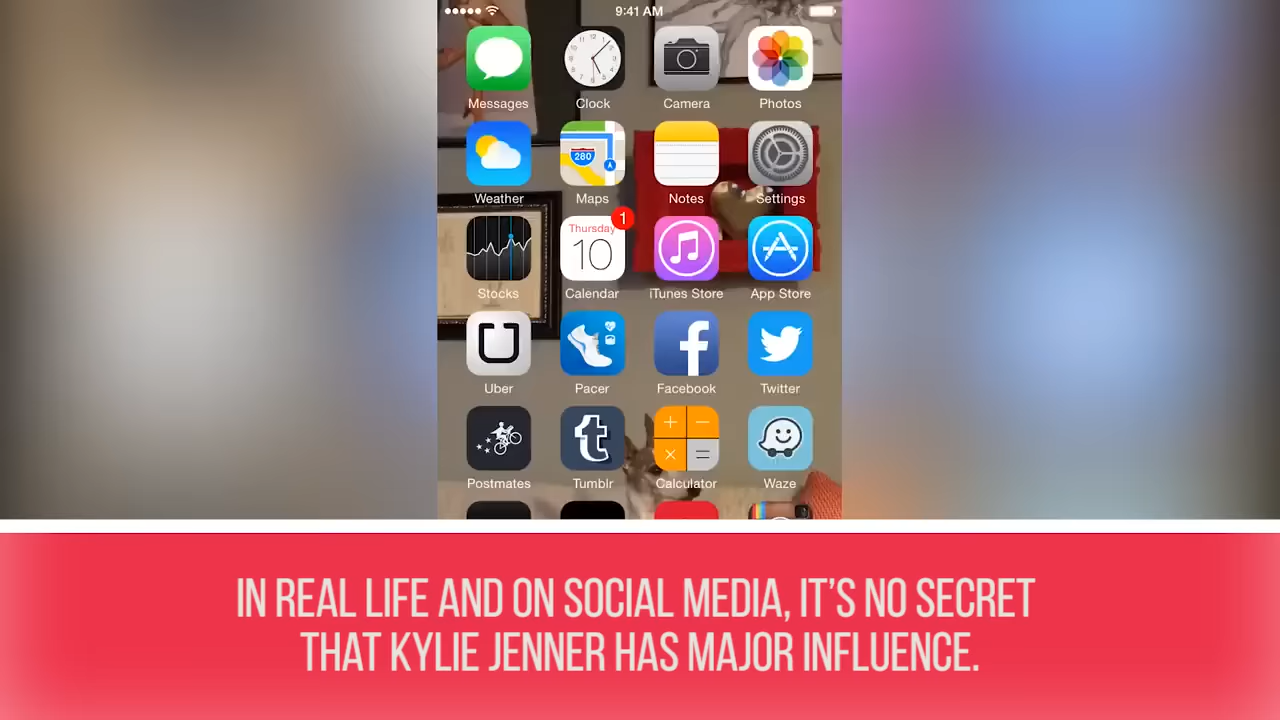 9:41 AM
Messages Clock Camera Photos
Weather Maps Notes Settings
280
Stocks Calendar iTunes Store App Store
Thursday
10
1
Uber Pacer Facebook Twitter
Postmates Tumblr Calculator Waze
IN REAL LIFE AND ON SOCIAL MEDIA, IT'S NO SECRET
THAT KYLIE JENNER HAS MAJOR INFLUENCE.